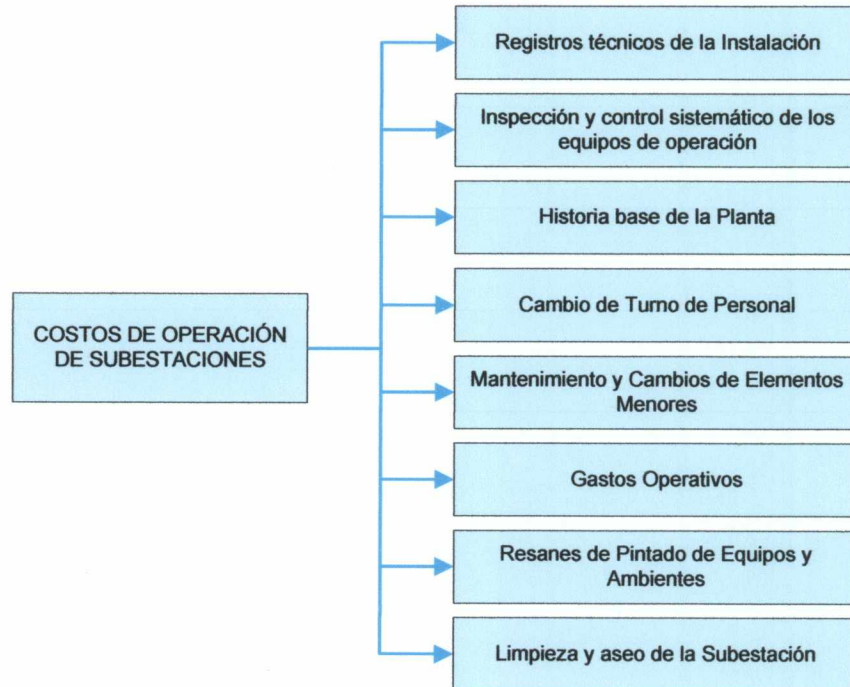 COSTOS DE OPERACIÓN
DE SUBESTACIONES
Registros técnicos de la Instalación
Inspección y control sistemático de los
equipos de operación
Historia base de la Planta
Cambio de Turno de Personal
Mantenimiento y Cambios de Elementos
Menores
Gastos Operativos
Resanes de Pintado de Equipos y
Ambientes
Limpieza y aseo de la Subestación